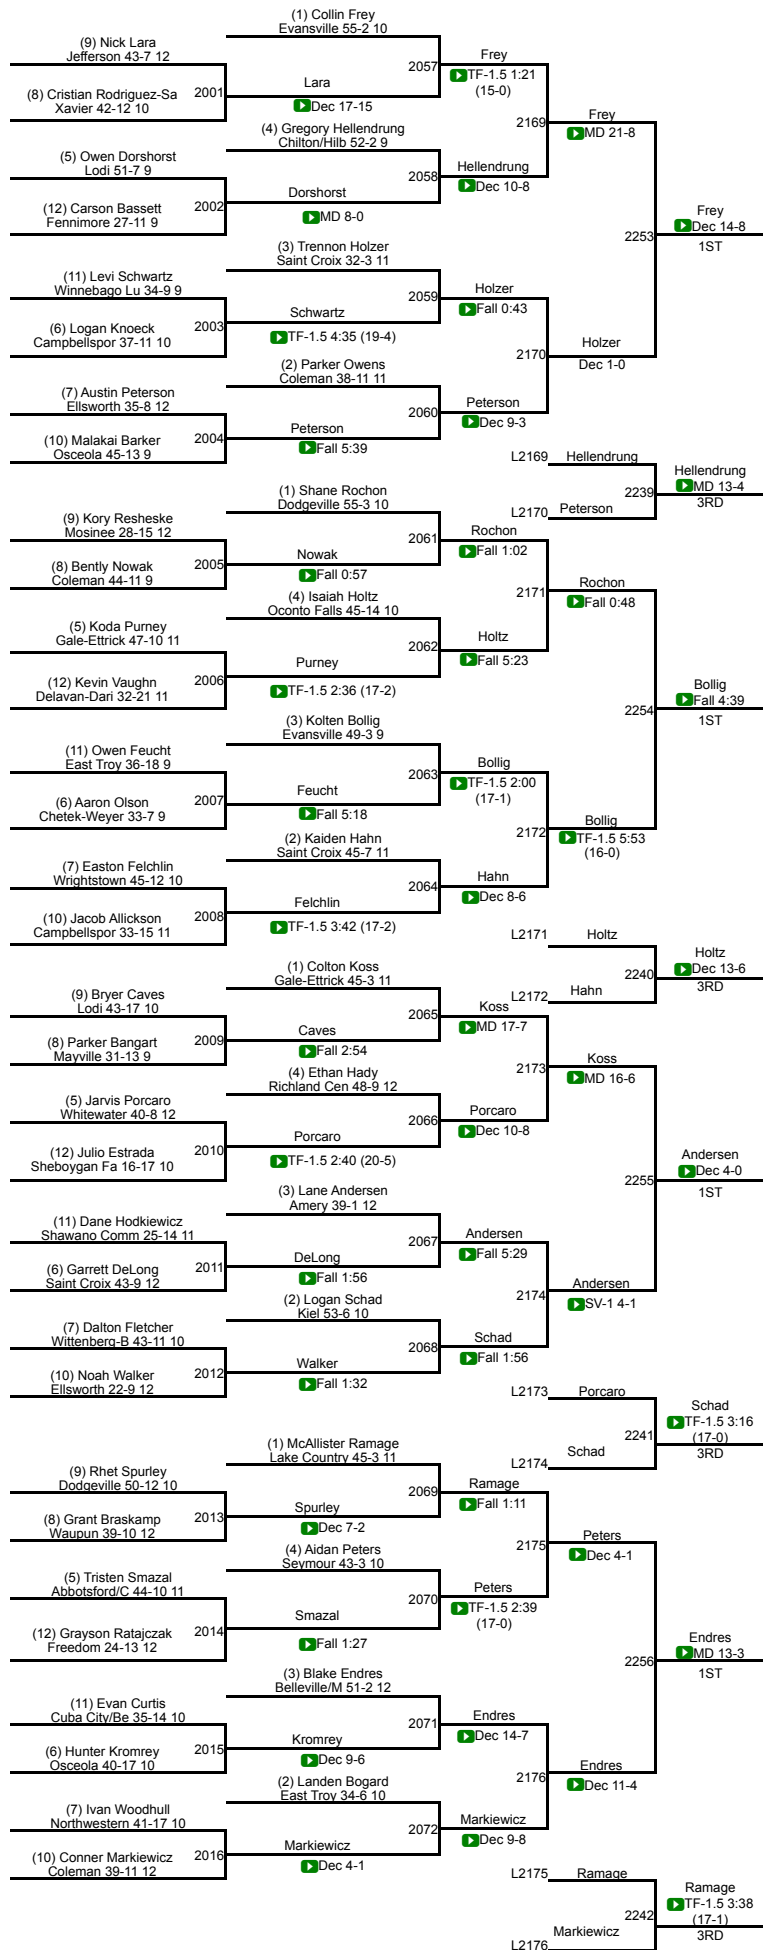 (1) Collin Frey
Evansville 55-2 10
(9) Nick Lara
Jefferson 43-7 12
2057
Frey
TF-1.5 1:21
(15-0)
(8) Cristian Rodriguez-Sa
Xavier 42-12 10
2001
Lara
Dec 17-15
2169
Frey
MD 21-8
(4) Gregory Hellendrung
Chilton/Hilb 52-2 9
(5) Owen Dorshorst
Lodi 51-7 9
2058
Hellendrung
Dec 10-8
(12) Carson Bassett
Fennimore 27-11 9
2002
Dorshorst
MD 8-0
2253
Frey
Dec 14-8
1ST
(3) Trennon Holzer
Saint Croix 32-3 11
(11) Levi Schwartz
Winnebago Lu 34-9 9
2059
Holzer
Fall 0:43
(6) Logan Knoeck
Campbellspor 37-11 10
2003
Schwartz
TF-1.5 4:35 (19-4)
2170
Holzer
Dec 1-0
(2) Parker Owens
Coleman 38-11 11
(7) Austin Peterson
Ellsworth 35-8 12
2060
Peterson
Dec 9-3
(10) Malakai Barker
Osceola 45-13 9
2004
Peterson
Fall 5:39
L2169
Hellendrung
2239
Hellendrung
MD 13-4
3RD
L2170
Peterson
(1) Shane Rochon
Dodgeville 55-3 10
(9) Kory Resheske
Mosinee 28-15 12
2061
Rochon
Fall 1:02
(8) Bently Nowak
Coleman 44-11 9
2005
Nowak
Fall 0:57
2171
Rochon
Fall 0:48
(4) Isaiah Holtz
Oconto Falls 45-14 10
(5) Koda Purney
Gale-Ettrick 47-10 11
2062
Holtz
Fall 5:23
(12) Kevin Vaughn
Delavan-Dari 32-21 11
2006
Purney
TF-1.5 2:36 (17-2)
2254
Bollig
Fall 4:39
1ST
(3) Kolten Bollig
Evansville 49-3 9
(11) Owen Feucht
East Troy 36-18 9
2063
Bollig
TF-1.5 2:00
(17-1)
(6) Aaron Olson
Chetek-Weyer 33-7 9
2007
Feucht
Fall 5:18
2172
Bollig
TF-1.5 5:53
(16-0)
(2) Kaiden Hahn
Saint Croix 45-7 11
(7) Easton Felchlin
Wrightstown 45-12 10
2064
Hahn
Dec 8-6
(10) Jacob Allickson
Campbellspor 33-15 11
2008
Felchlin
TF-1.5 3:42 (17-2)
L2171
Holtz
2240
Holtz
Dec 13-6
3RD
L2172
Hahn
(1) Colton Koss
Gale-Ettrick 45-3 11
(9) Bryer Caves
Lodi 43-17 10
2065
Koss
MD 17-7
(8) Parker Bangart
Mayville 31-13 9
2009
Caves
Fall 2:54
2173
Koss
MD 16-6
(4) Ethan Hady
Richland Cen 48-9 12
(5) Jarvis Porcaro
Whitewater 40-8 12
2066
Porcaro
Dec 10-8
(12) Julio Estrada
Sheboygan Fa 16-17 10
2010
Porcaro
TF-1.5 2:40 (20-5)
2255
Andersen
Dec 4-0
1ST
(3) Lane Andersen
Amery 39-1 12
(11) Dane Hodkiewicz
Shawano Comm 25-14 11
2067
Andersen
Fall 5:29
(6) Garrett DeLong
Saint Croix 43-9 12
2011
DeLong
Fall 1:56
2174
Andersen
SV-1 4-1
(2) Logan Schad
Kiel 53-6 10
(7) Dalton Fletcher
Wittenberg-B 43-11 10
2068
Schad
Fall 1:56
(10) Noah Walker
Ellsworth 22-9 12
2012
Walker
Fall 1:32
L2173
Porcaro
2241
Schad
TF-1.5 3:16
(17-0)
3RD
L2174
Schad
(1) McAllister Ramage
Lake Country 45-3 11
(9) Rhet Spurley
Dodgeville 50-12 10
2069
Ramage
Fall 1:11
(8) Grant Braskamp
Waupun 39-10 12
2013
Spurley
Dec 7-2
2175
Peters
Dec 4-1
(4) Aidan Peters
Seymour 43-3 10
(5) Tristen Smazal
Abbotsford/C 44-10 11
2070
Peters
TF-1.5 2:39
(17-0)
(12) Grayson Ratajczak
Freedom 24-13 12
2014
Smazal
Fall 1:27
2256
Endres
MD 13-3
1ST
(3) Blake Endres
Belleville/M 51-2 12
(11) Evan Curtis
Cuba City/Be 35-14 10
2071
Endres
Dec 14-7
(6) Hunter Kromrey
Osceola 40-17 10
2015
Kromrey
Dec 9-6
2176
Endres
Dec 11-4
(2) Landen Bogard
East Troy 34-6 10
(7) Ivan Woodhull
Northwestern 41-17 10
2072
Markiewicz
Dec 9-8
(10) Conner Markiewicz
Coleman 39-11 12
2016
Markiewicz
Dec 4-1
L2175
Ramage
2242
Ramage
TF-1.5 3:38
(17-1)
3RD
L2176
Markiewicz